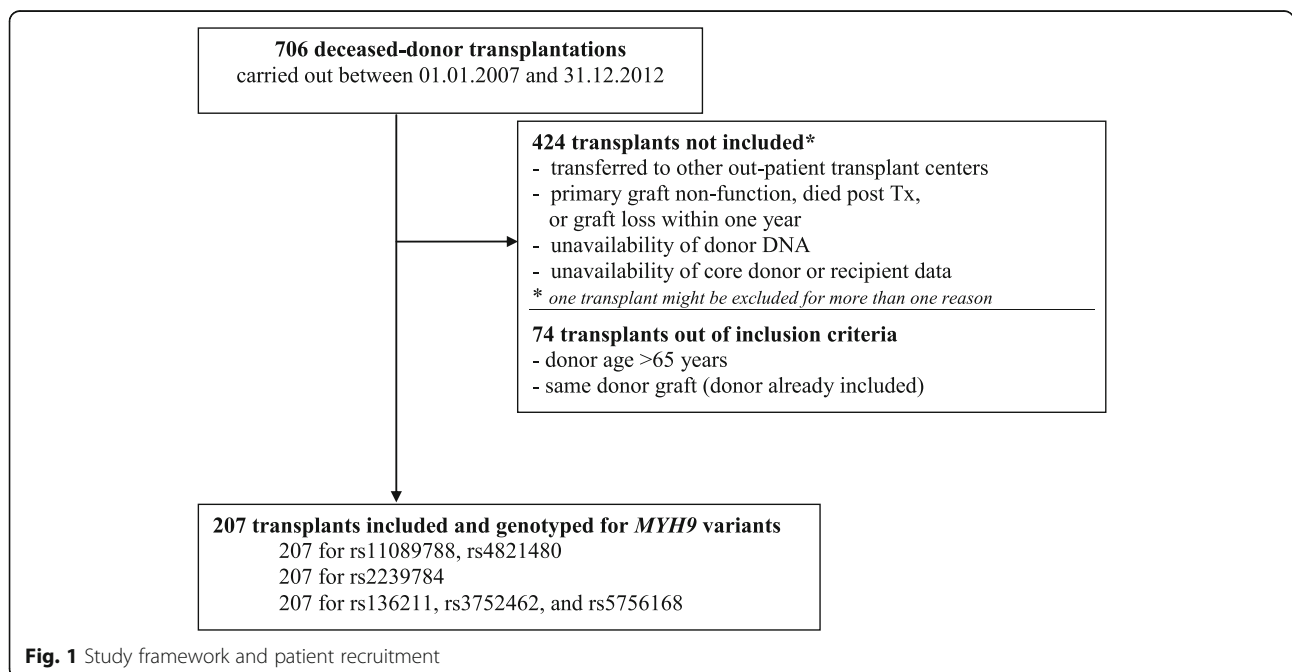 706 deceased-donor transplantations
carried out between 01.01.2007 and 31.12.2012
424 transplants not included*
- transferred to other out-patient transplant centers
- primary graft non-function, died post Tx,
or graft loss within one year
- unavailability of donor DNA
- unavailability of core donor or recipient data
* one transplant might be excluded for more than one reason
74 transplants out of inclusion criteria
- donor age >65 years
- same donor graft (donor already included)
207 transplants included and genotyped for MYH9 variants
207 for rs11089788, rs4821480
207 for rs2239784
207 for rs136211, rs3752462, and rs5756168
Fig. 1 Study framework and patient recruitment